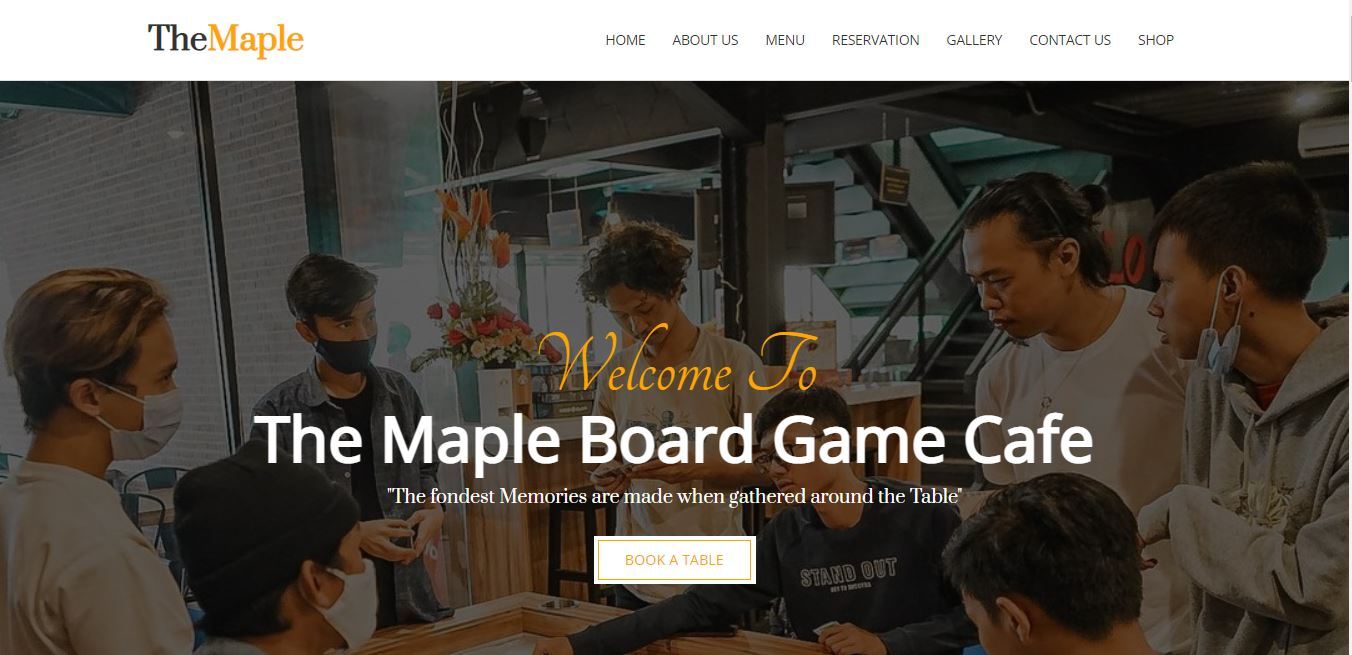 TheMaple
HOME ABOUT US MENU RESERVATION GALLERY CONTACT US SHOP
Welcome To
The Maple Board Game Cafe
"The fondest Memories are made when gathered around the Table"
BOOK A TABLE
STAND OUT